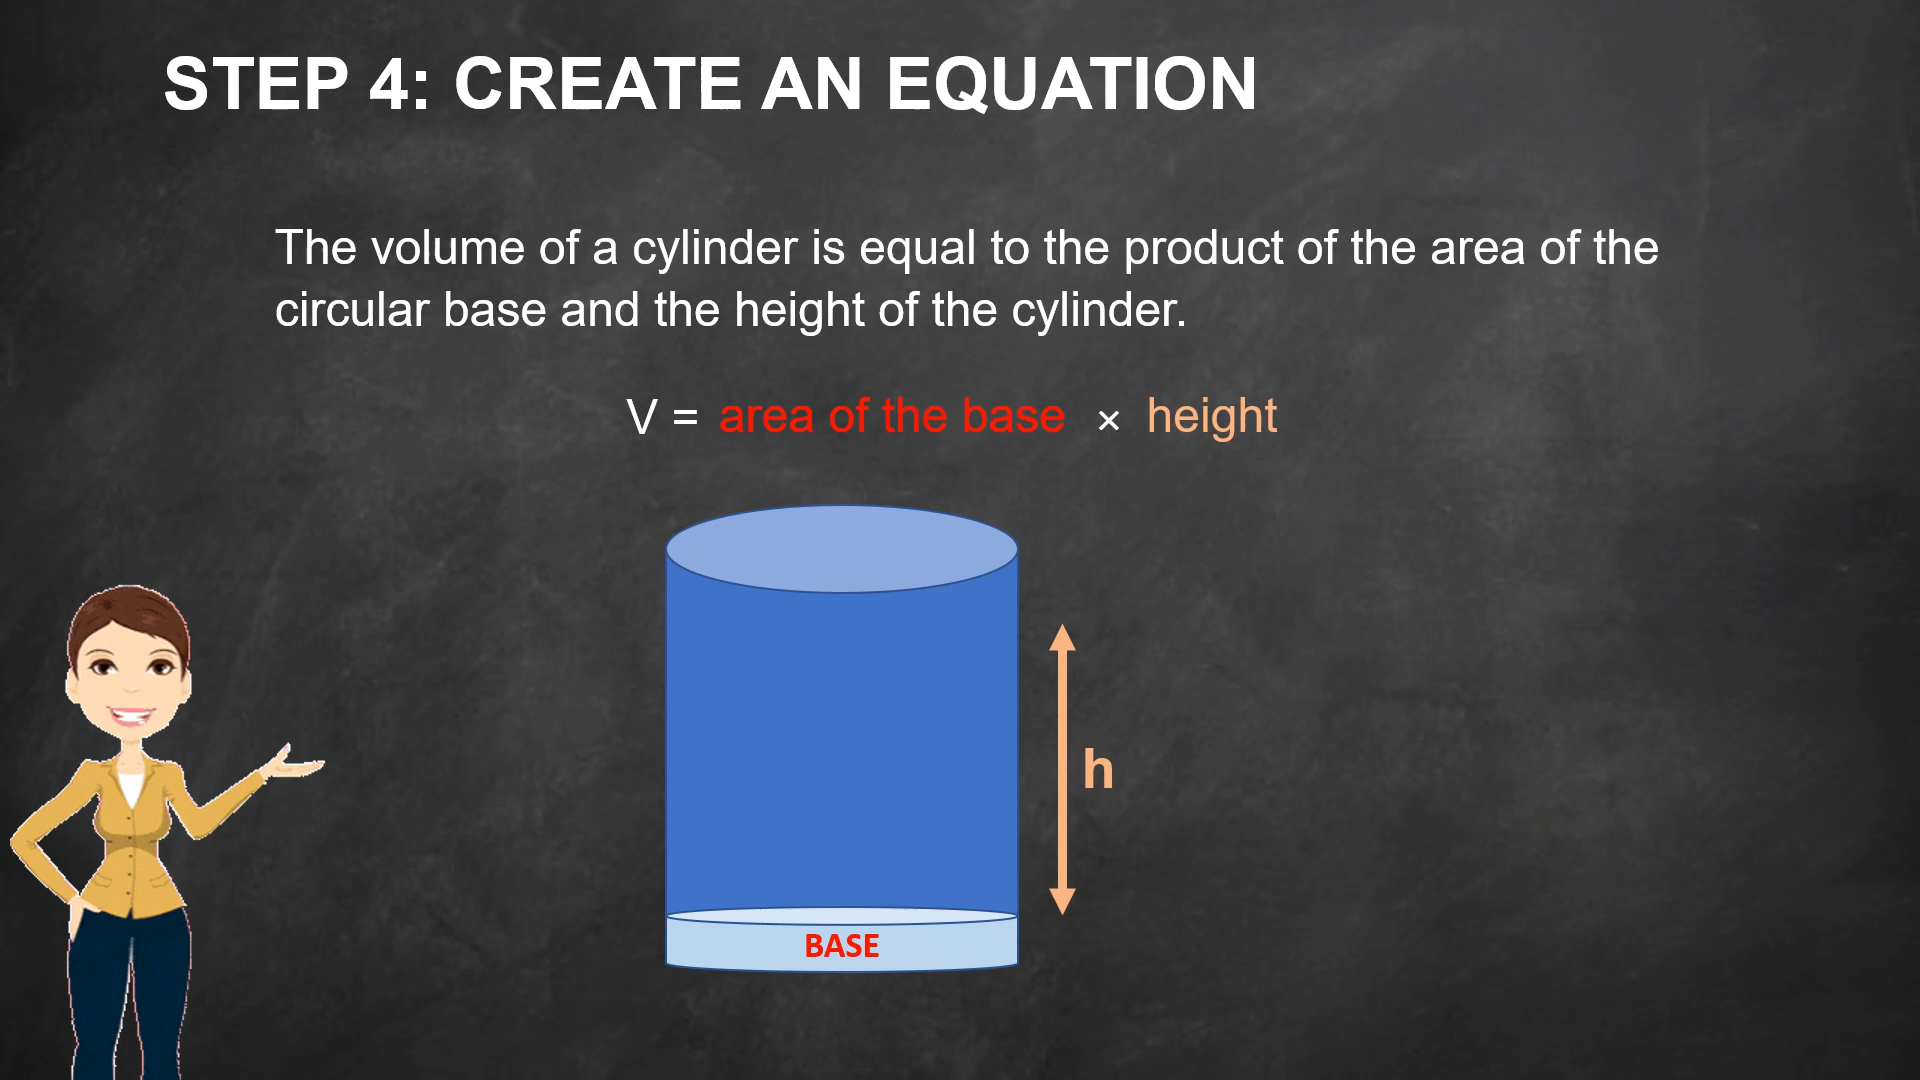 STEP 4: CREATE AN EQUATION
The volume of a cylinder is equal to the product of the area of the
circular base and the height of the cylinder.
V = area of the base × height
h
BASE